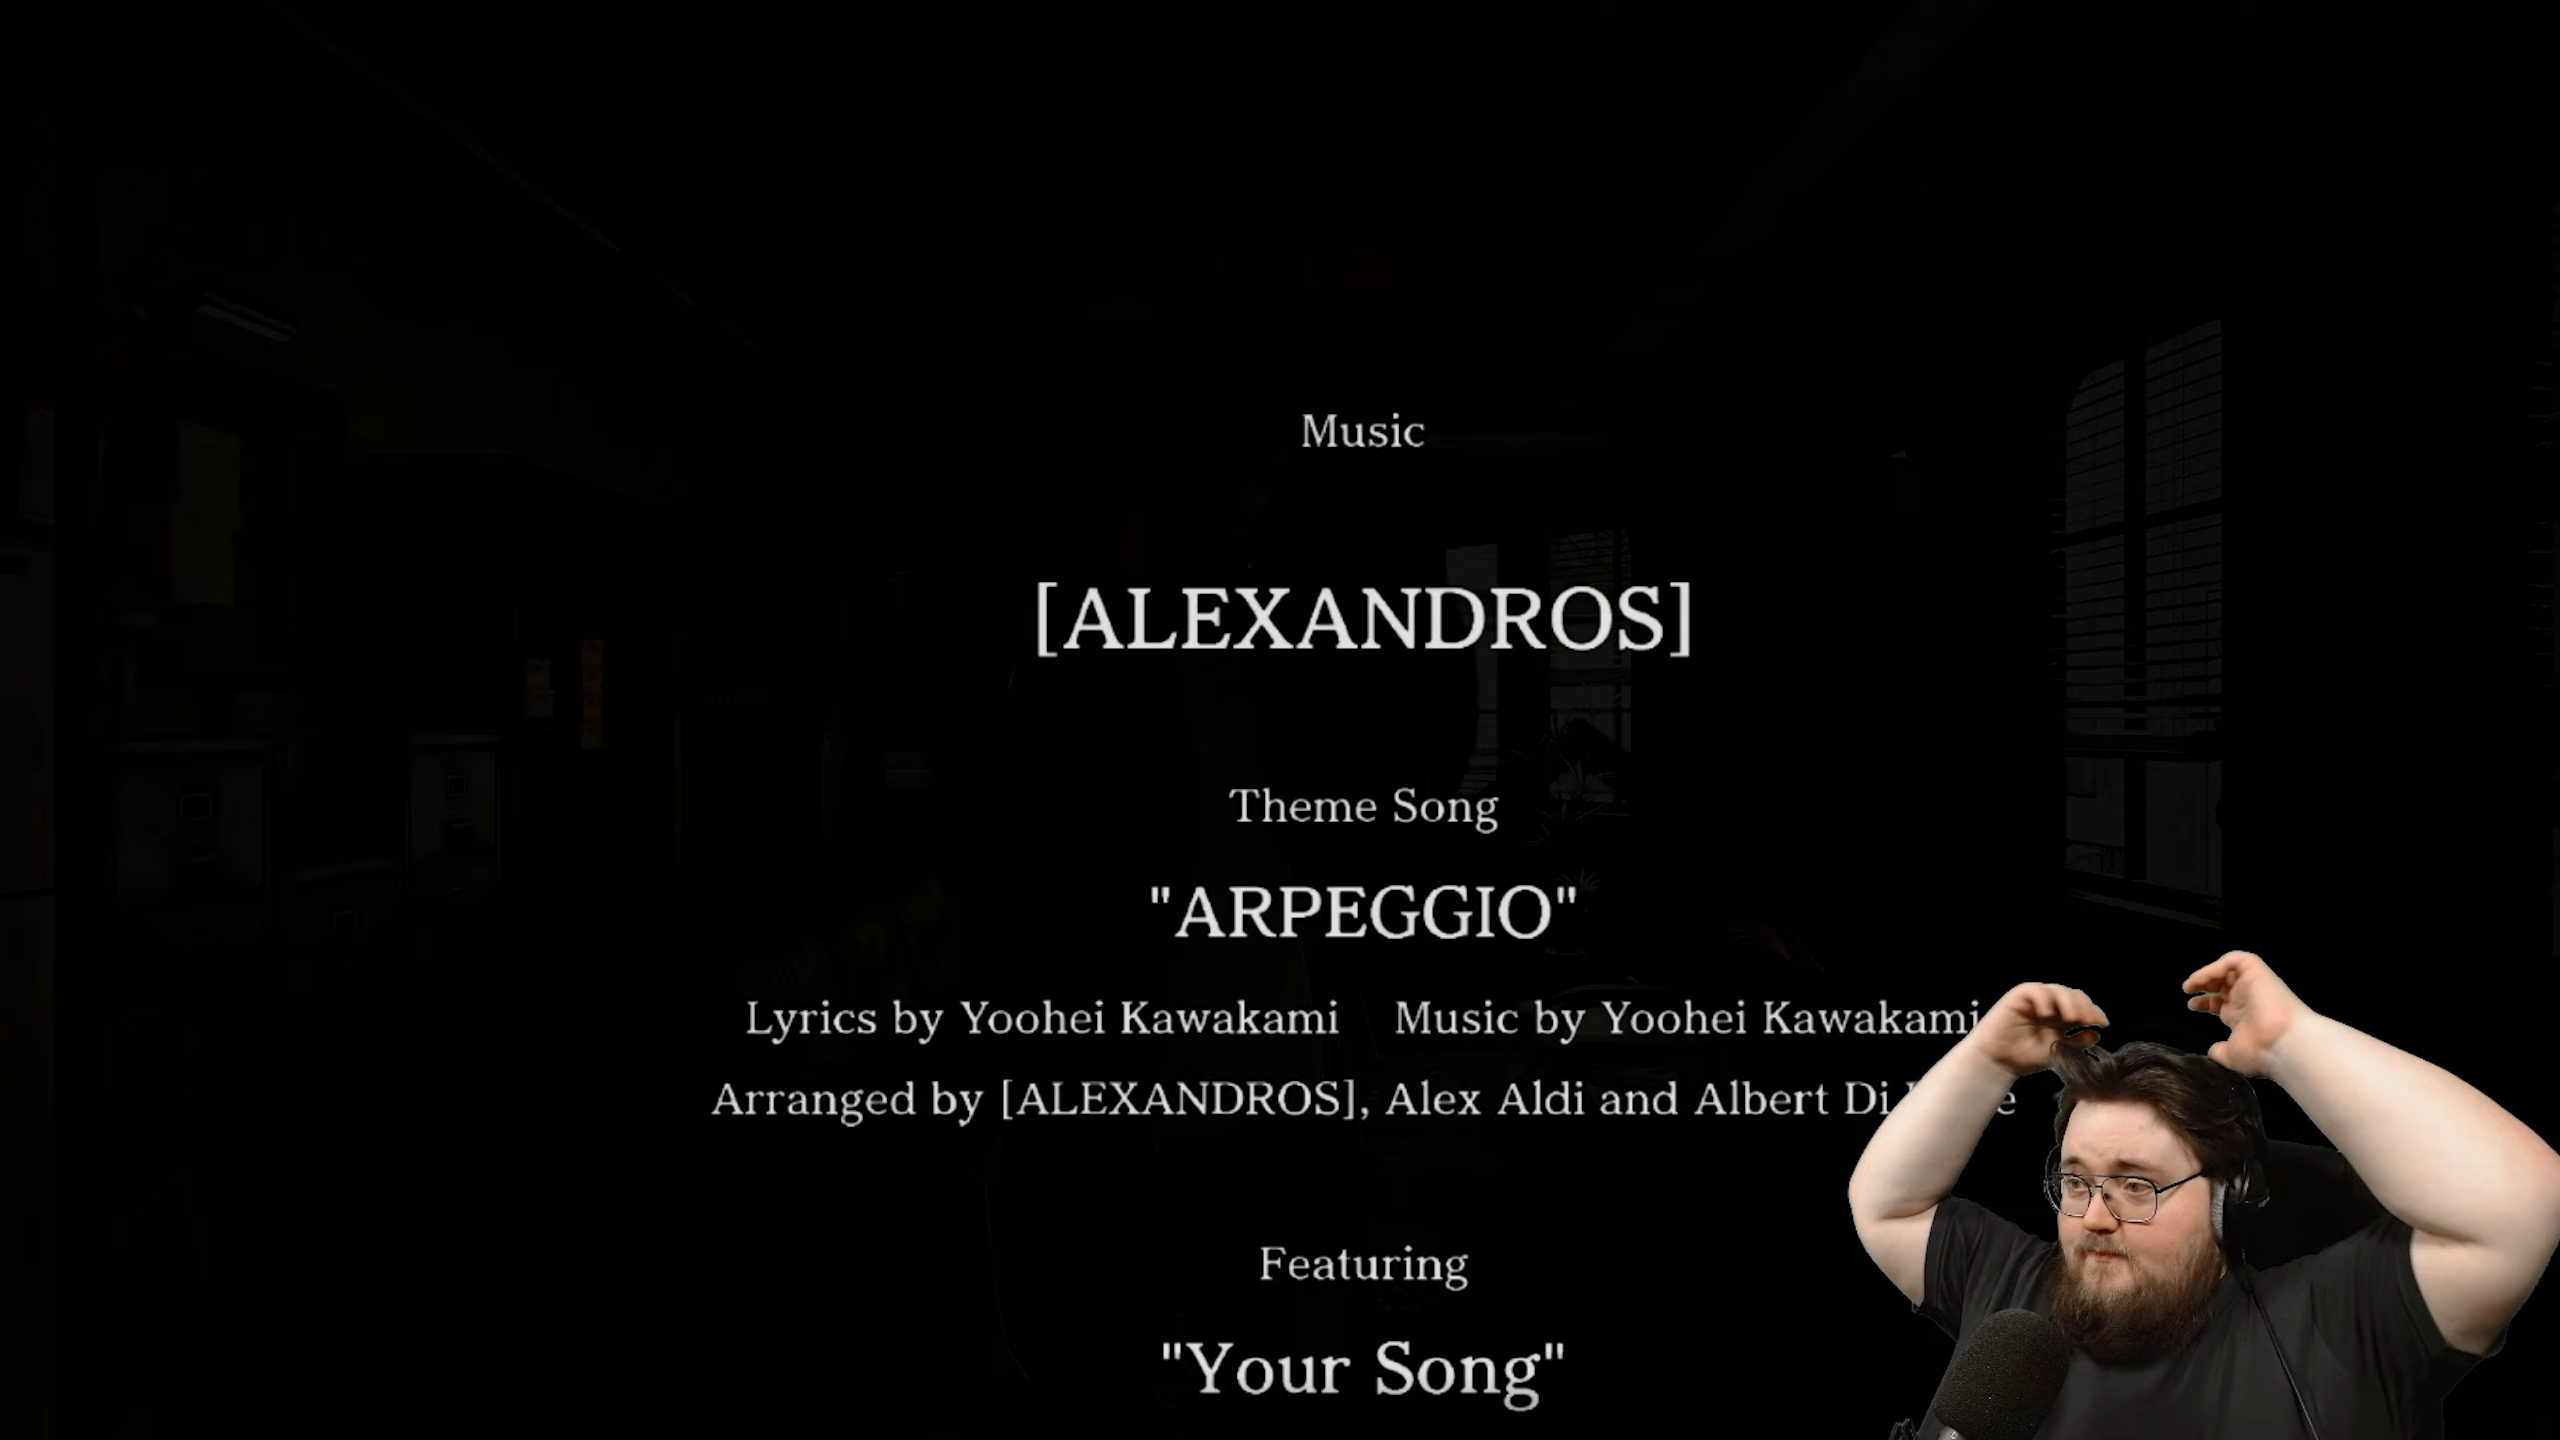 Music
[ALEXANDROS]
Theme Song
"ARPEGGIO"
Lyrics by Yoohei Kawakami Music by Yoohei Kawakami
Arranged by [ALEXANDROS], Alex Aldi and Albert Di
Featuring
"Your Song"